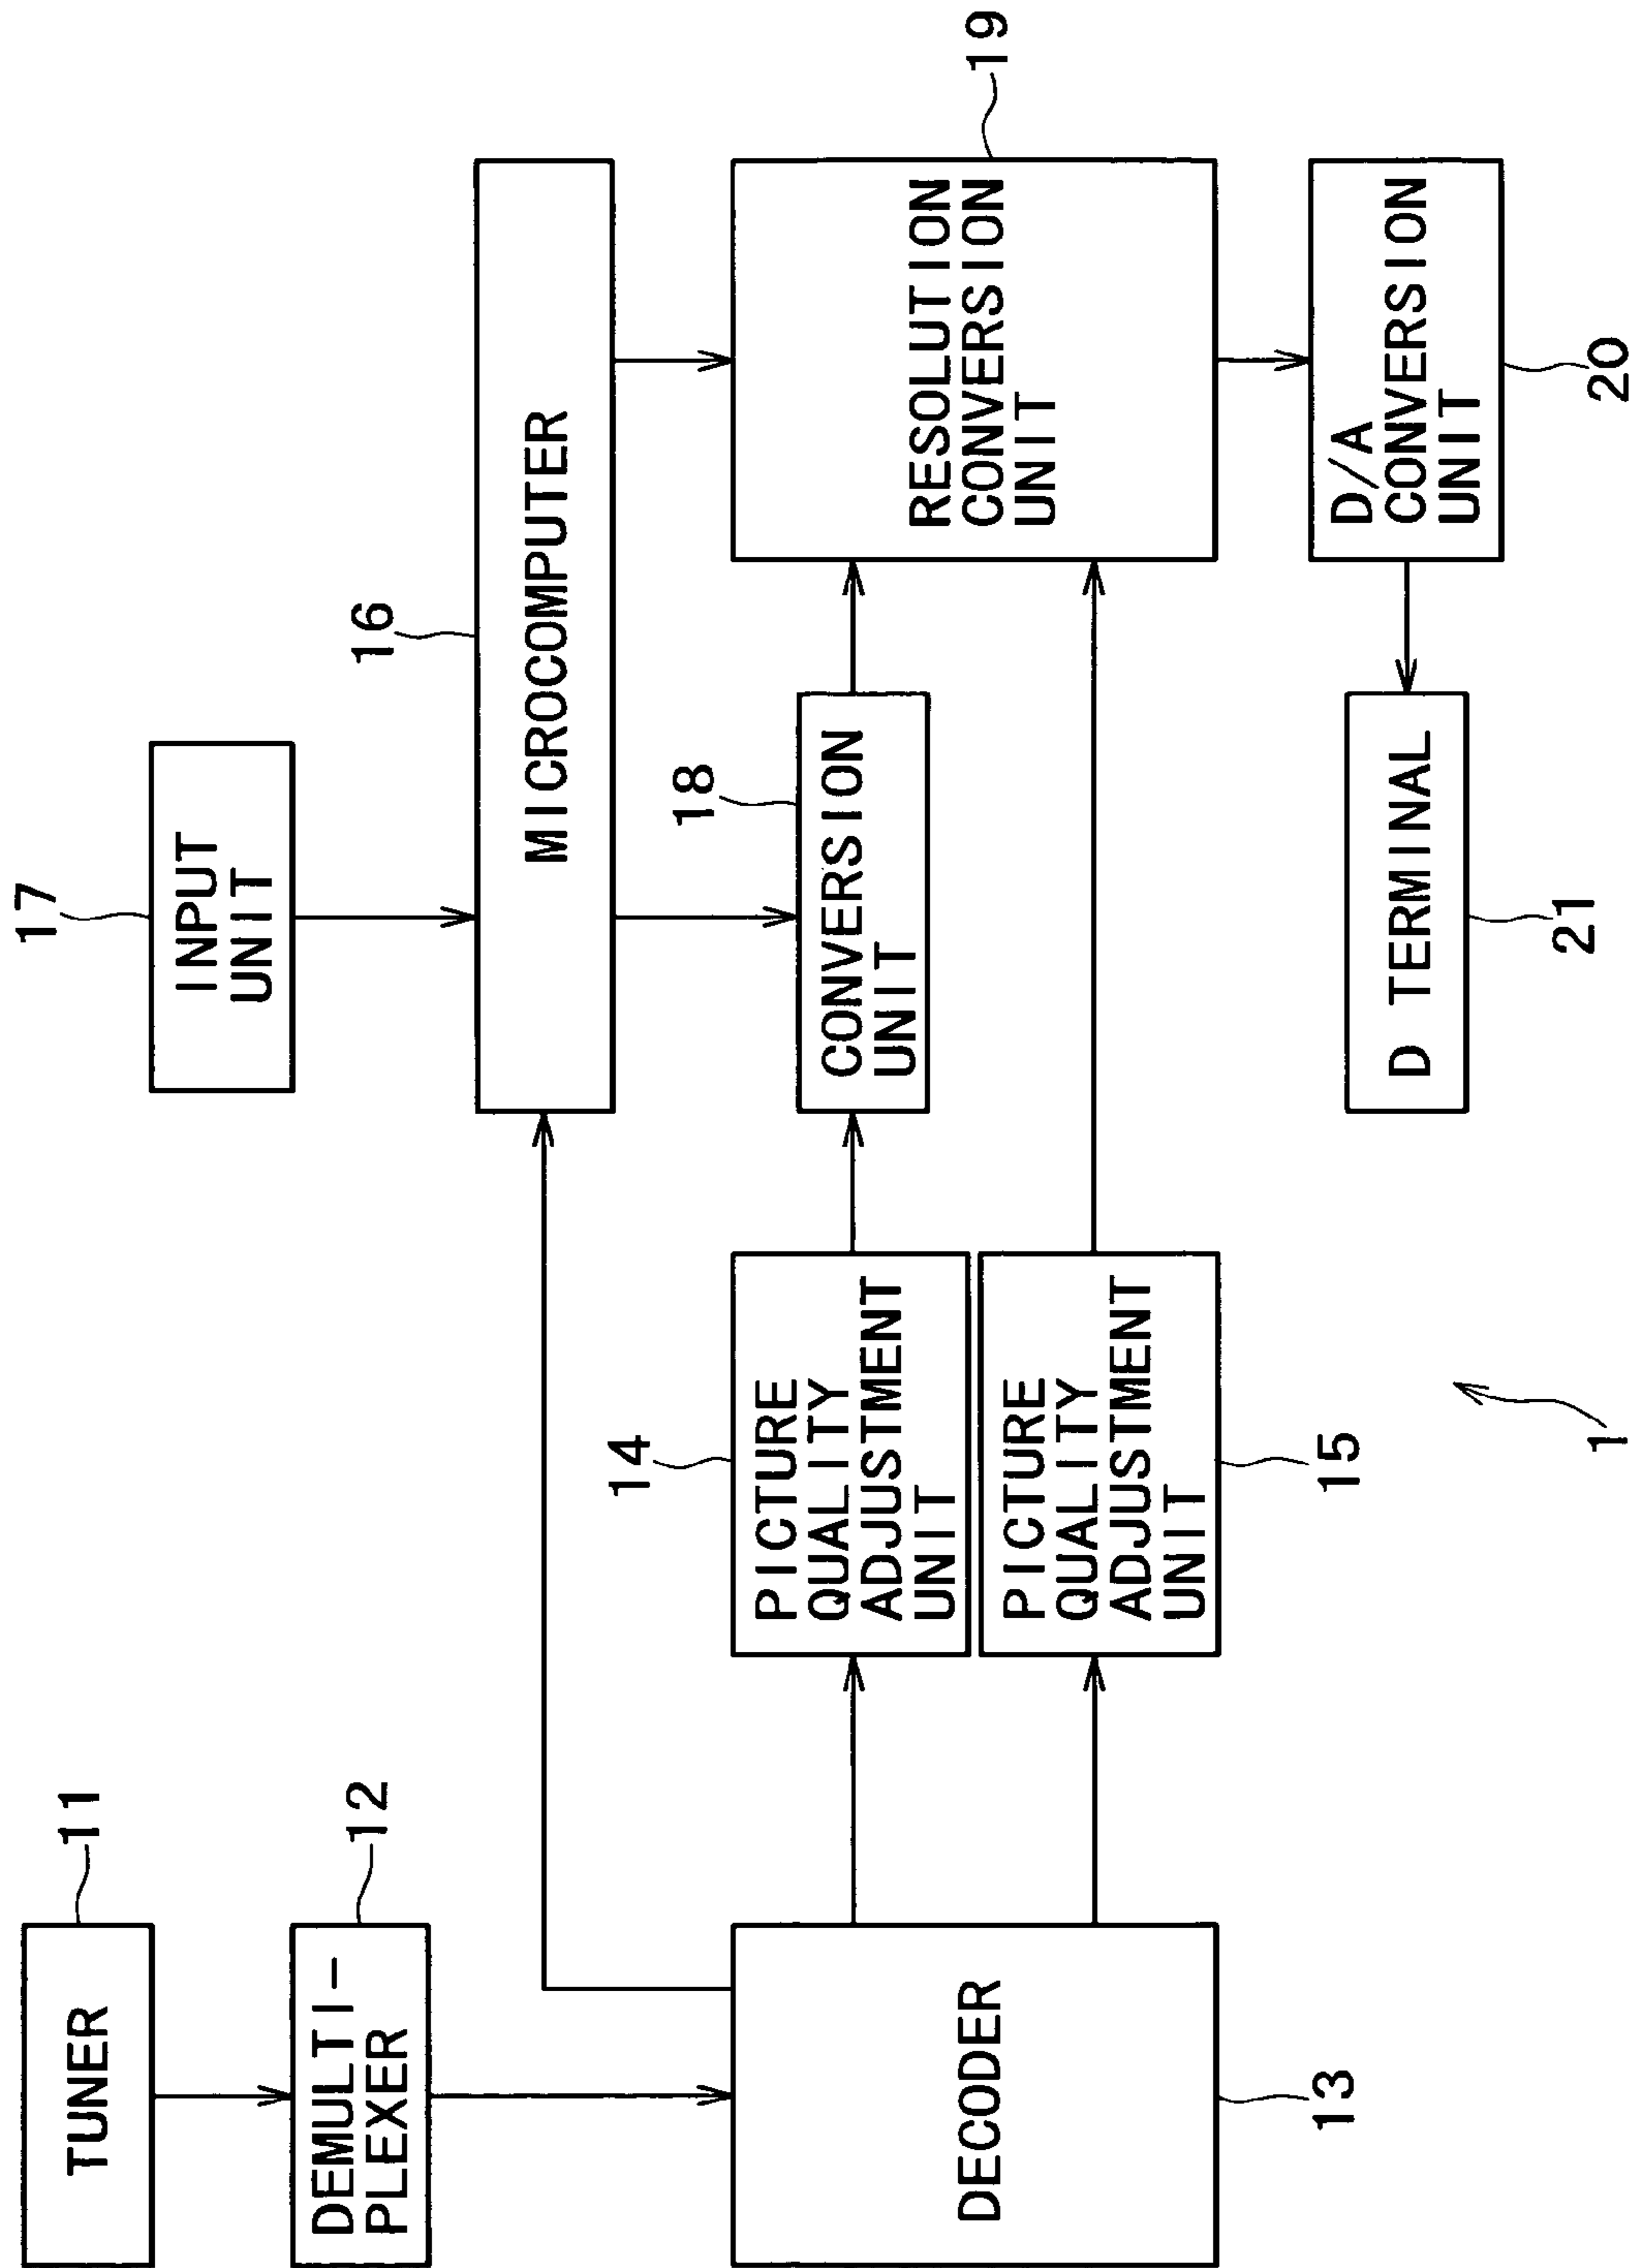 11
TUNER
12
DEMULTI-
PLEXER
13
DECODER
14
PICTURE
QUALITY
ADJUSTMENT
UNIT
15
PICTURE
QUALITY
ADJUSTMENT
UNIT
1
17
INPUT
UNIT
16
MICROCOMPUTER
18
CONVERSION
UNIT
19
RESOLUTION
CONVERSION
UNIT
D/A
CONVERSION
UNIT
20
D TERMINAL
21